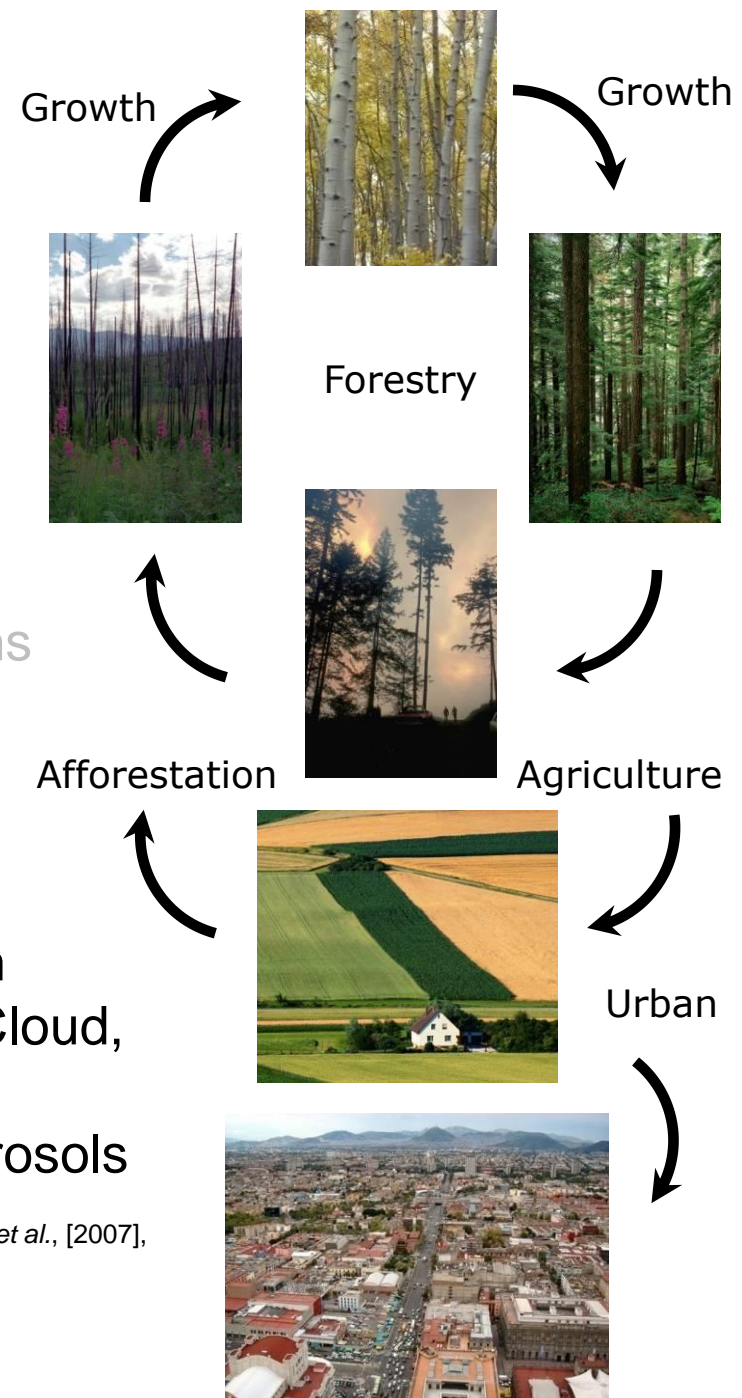 Growth
Growth
Forestry
Afforestation
Agriculture
Cloud,
Urban
rosols
et al., [2007],